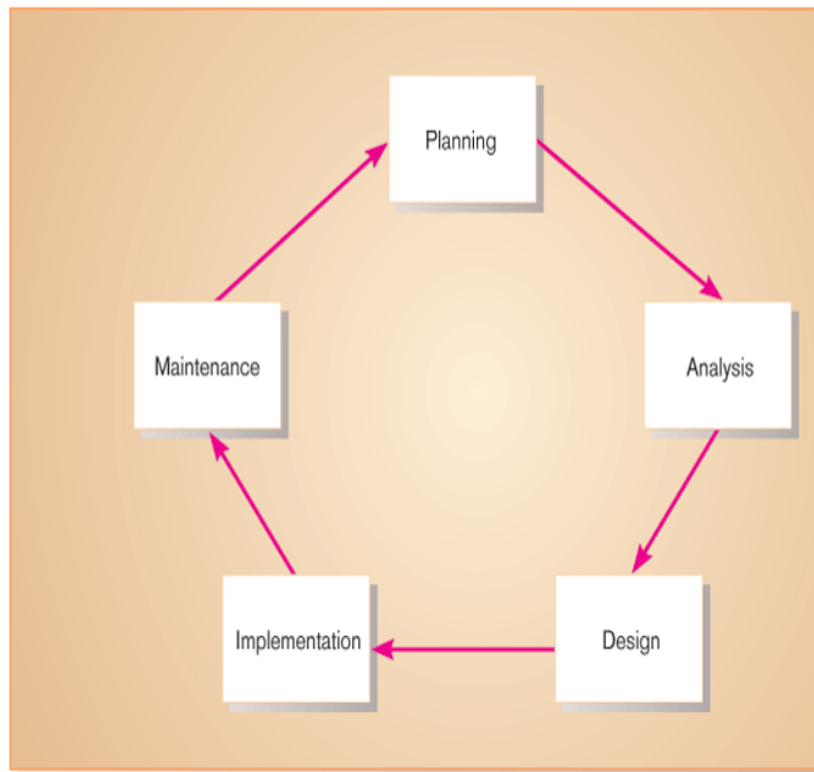 Planning
Analysis
Design
Implementation
Maintenance